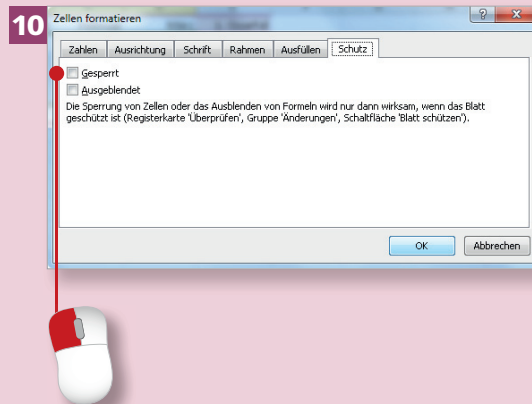 10
Zellen formatieren
Zahlen Ausrichtung Schrift Rahmen Ausfüllen Schutz
Gesperrt
Ausgeblendet
Die Sperrung von Zellen oder das Ausblenden von Formeln wird nur dann wirksam, wenn das Blatt
geschützt ist (Registerkarte 'Überprüfen', Gruppe 'Änderungen', Schaltfläche 'Blatt schützen').
OK Abbrechen